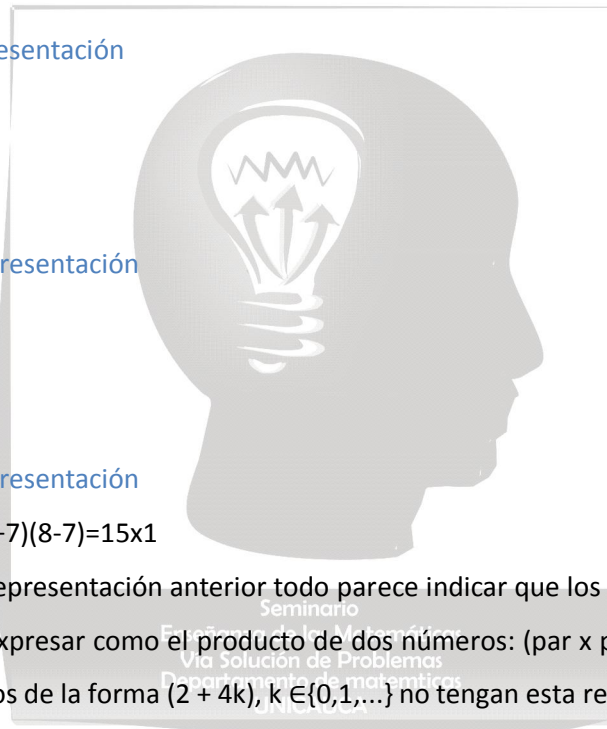 esentación
resentación
resentación
-7)(8-7)=15x1
epresentación anterior todo parece indicar que los
Seminario
expresar como el producto de dos números: (par x p
Enseñanza de las Matemáticas
Vía Solución de Problemas
os de la forma (2 + 4k), k ∈{0,1,...} no tengan esta re
Departamento de matemticas
UNICAUCA